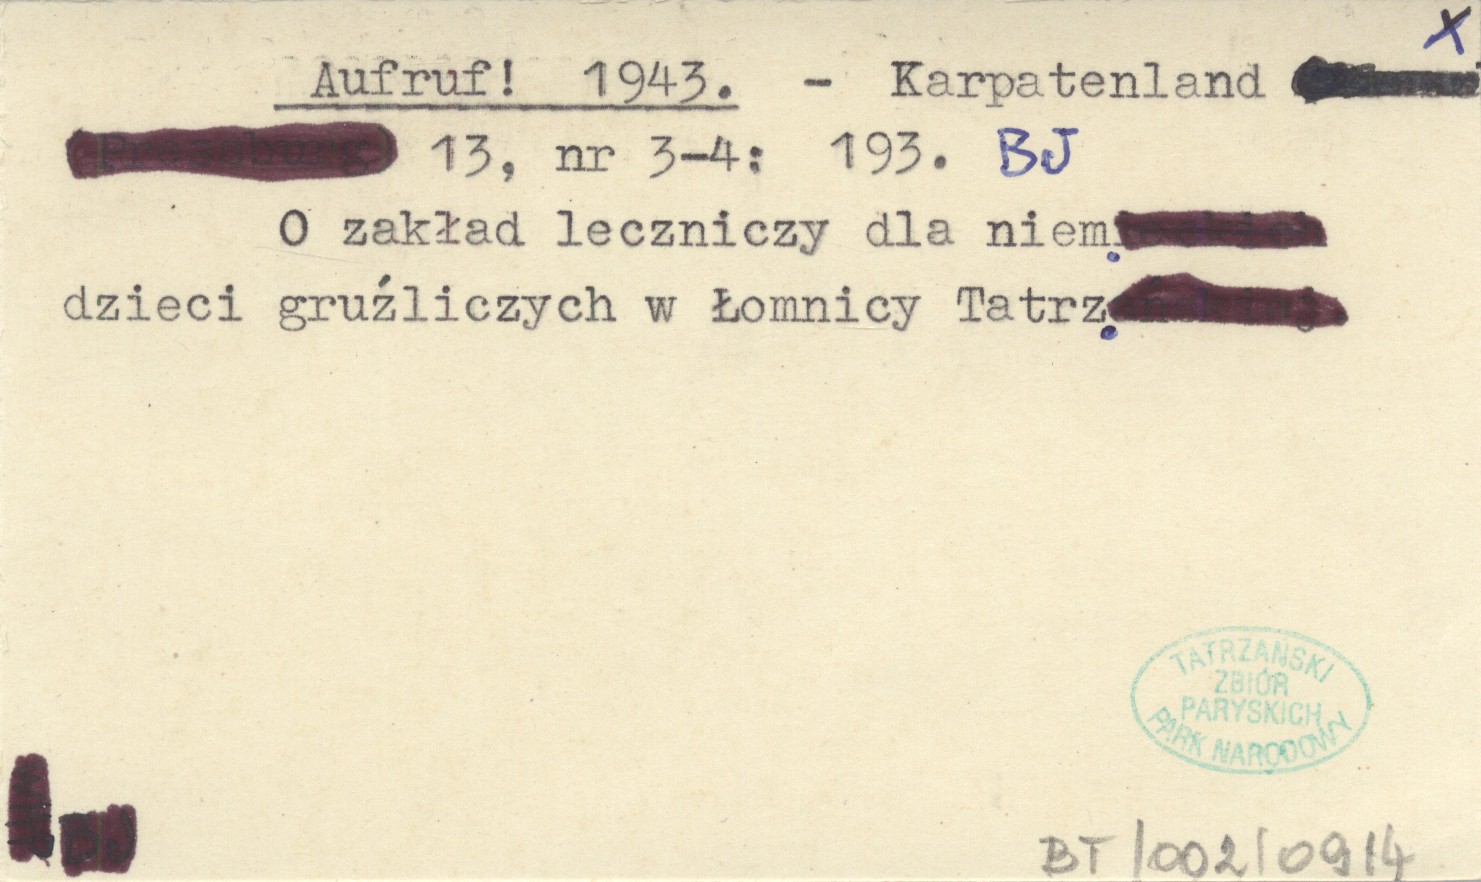 X
Aufruf! 1943. - Karpatenland
13, nr 3-4: 193. BJ
O zakład leczniczy dla niem.
dzieci gruźliczych w Łomnicy Tatrz.
TATRZAŃSKI
ZBIÓR
PARYSKICH
PARK NARODOWY
BT/002/0914